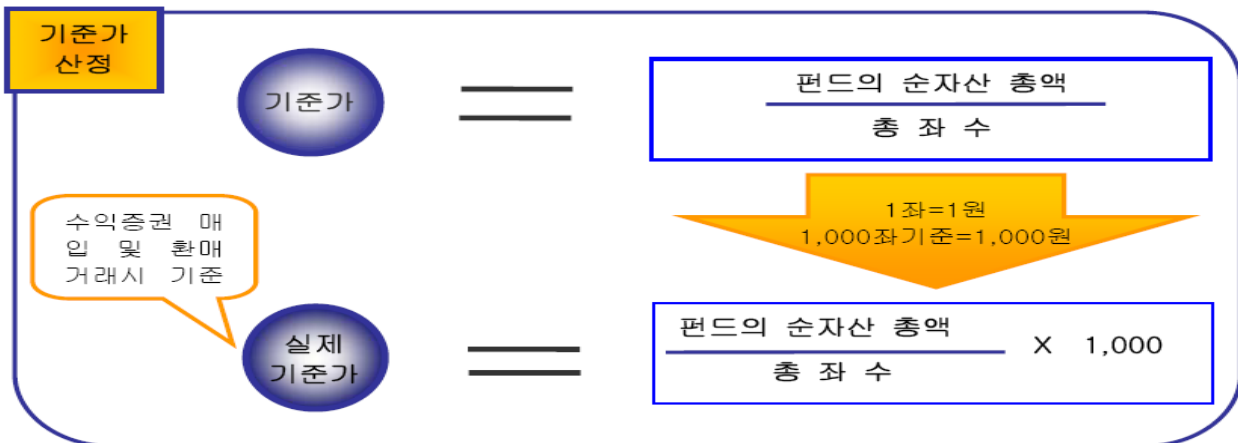 기준가
산정
기준가
펀드의 순자산 총액
총 좌 수
1좌=1원
1,000좌기준=1,000원
수익증권 매
입 및 환매
거래시 기준
실제
기준가
펀드의 순자산 총액
총 좌 수
X 1,000